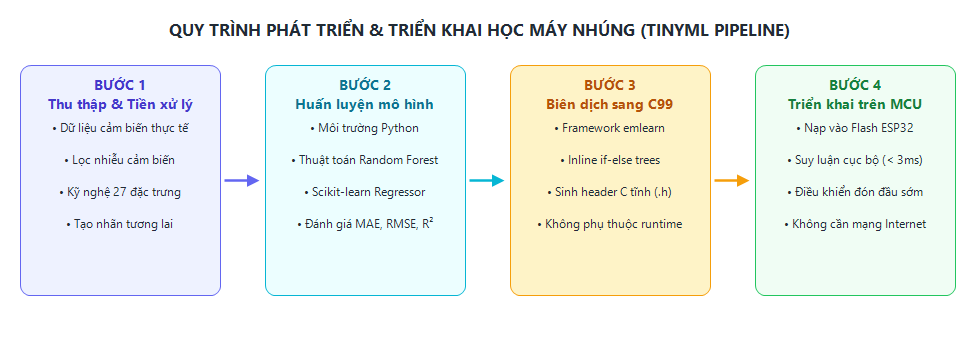 QUY TRÌNH PHÁT TRIỂN & TRIỂN KHAI HỌC MÁY NHÚNG (TINYML PIPELINE)
BƯỚC 1
Thu thập & Tiền xử lý
• Dữ liệu cảm biến thực tế
• Lọc nhiễu cảm biến
• Kỹ nghệ 27 đặc trưng
• Tạo nhãn tương lai
BƯỚC 2
Huấn luyện mô hình
• Môi trường Python
• Thuật toán Random Forest
• Scikit-learn Regressor
• Đánh giá MAE, RMSE, R²
BƯỚC 3
Biên dịch sang C99
• Framework emlearn
• Inline if-else trees
• Sinh header C tĩnh (.h)
• Không phụ thuộc runtime
BƯỚC 4
Triển khai trên MCU
• Nạp vào Flash ESP32
• Suy luận cục bộ (< 3ms)
• Điều khiển đón đầu sớm
• Không cần mạng Internet